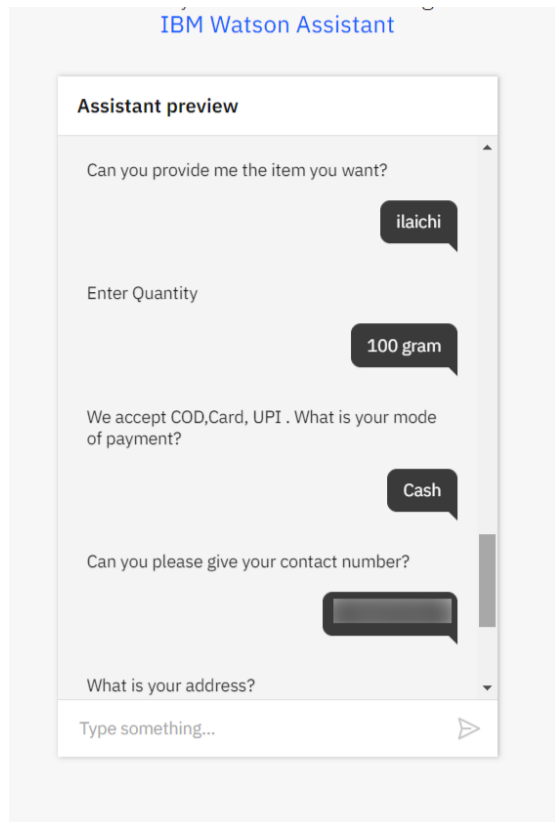 IBM Watson Assistant
Assistant preview
Can you provide me the item you want?
ilaichi
Enter Quantity
100 gram
We accept COD,Card, UPI . What is your mode
of payment?
Cash
Can you please give your contact number?
What is your address?
Type something...